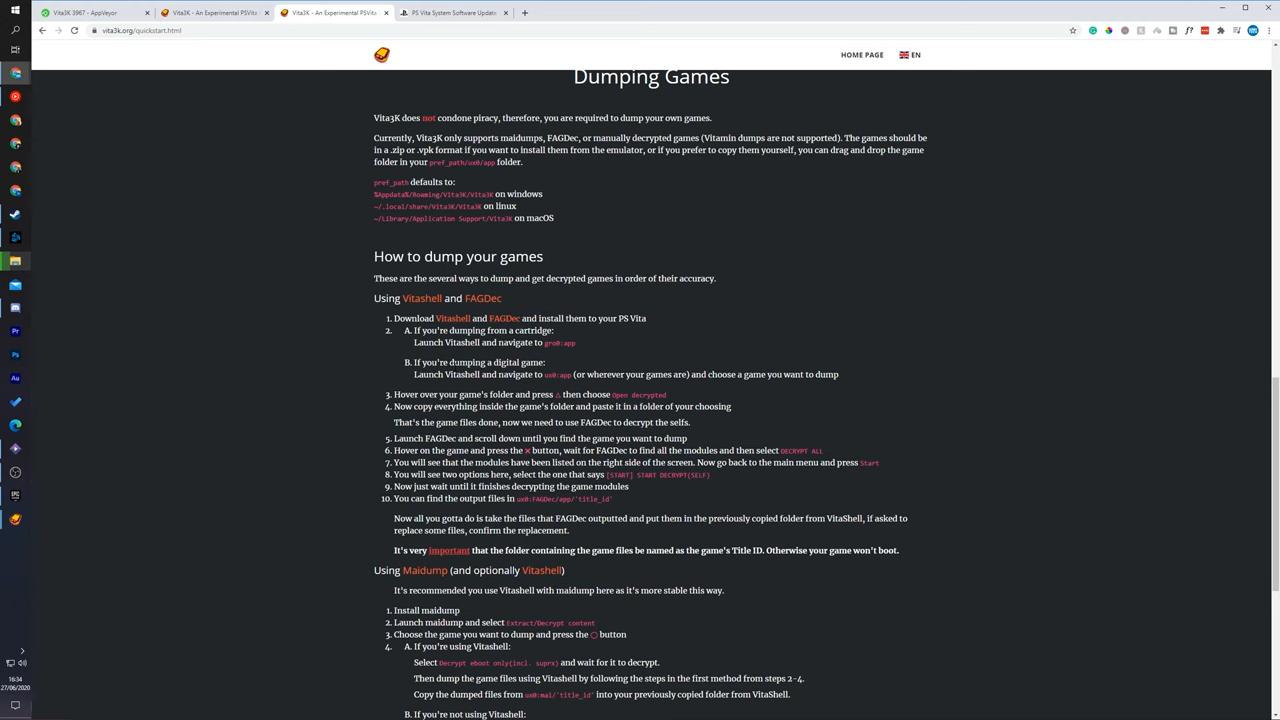 Vita3K 3967 - AppVeyor
Vita3K - An Experimental PSVita
Vita3K - An Experimental PSVita
PS Vita System Software Update
vita3k.org/quickstart.html
HOME PAGE
EN
Dumping Games
Vita3K does not condone piracy, therefore, you are required to dump your own games.
Currently, Vita3K only supports maidumps, FAGDec, or manually decrypted games (Vitamin dumps are not supported). The games should be
in a .zip or .vpk format if you want to install them from the emulator, or if you prefer to copy them yourself, you can drag and drop the game
folder in your pref_path/ux0/app folder.
pref_path defaults to:
%Appdata%/Roaming/Vita3K/Vita3K on windows
~/.local/share/Vita3K/Vita3K on linux
~/Library/Application Support/Vita3K on macOS
How to dump your games
These are the several ways to dump and get decrypted games in order of their accuracy.
Using Vitashell and FAGDec
1. Download Vitashell and FAGDec and install them to your PS Vita
2. A. If you're dumping from a cartridge:
Launch Vitashell and navigate to gro0:app
B. If you're dumping a digital game:
Launch Vitashell and navigate to ux0:app (or wherever your games are) and choose a game you want to dump
3. Hover over your game's folder and press △ then choose Open decrypted
4. Now copy everything inside the game's folder and paste it in a folder of your choosing
That's the game files done, now we need to use FAGDec to decrypt the selfs.
5. Launch FAGDec and scroll down until you find the game you want to dump
6. Hover on the game and press the ✕ button, wait for FAGDec to find all the modules and then select DECRYPT ALL
7. You will see that the modules have been listed on the right side of the screen. Now go back to the main menu and press Start
8. You will see two options here, select the one that says [START] START DECRYPT(SELF)
9. Now just wait until it finishes decrypting the game modules
10. You can find the output files in ux0:FAGDec/app/'title_id'
Now all you gotta do is take the files that FAGDec outputted and put them in the previously copied folder from VitaShell, if asked to
replace some files, confirm the replacement.
It's very important that the folder containing the game files be named as the game's Title ID. Otherwise your game won't boot.
Using Maidump (and optionally Vitashell)
It's recommended you use Vitashell with maidump here as it's more stable this way.
1. Install maidump
2. Launch maidump and select Extract/Decrypt content
3. Choose the game you want to dump and press the ◯ button
4. A. If you're using Vitashell:
Select Decrypt eboot only(incl. suprx) and wait for it to decrypt.
Then dump the game files using Vitashell by following the steps in the first method from steps 2-4.
Copy the dumped files from ux0:mai/'title_id' into your previously copied folder from VitaShell.
B. If you're not using Vitashell:
16:34
27/06/2020